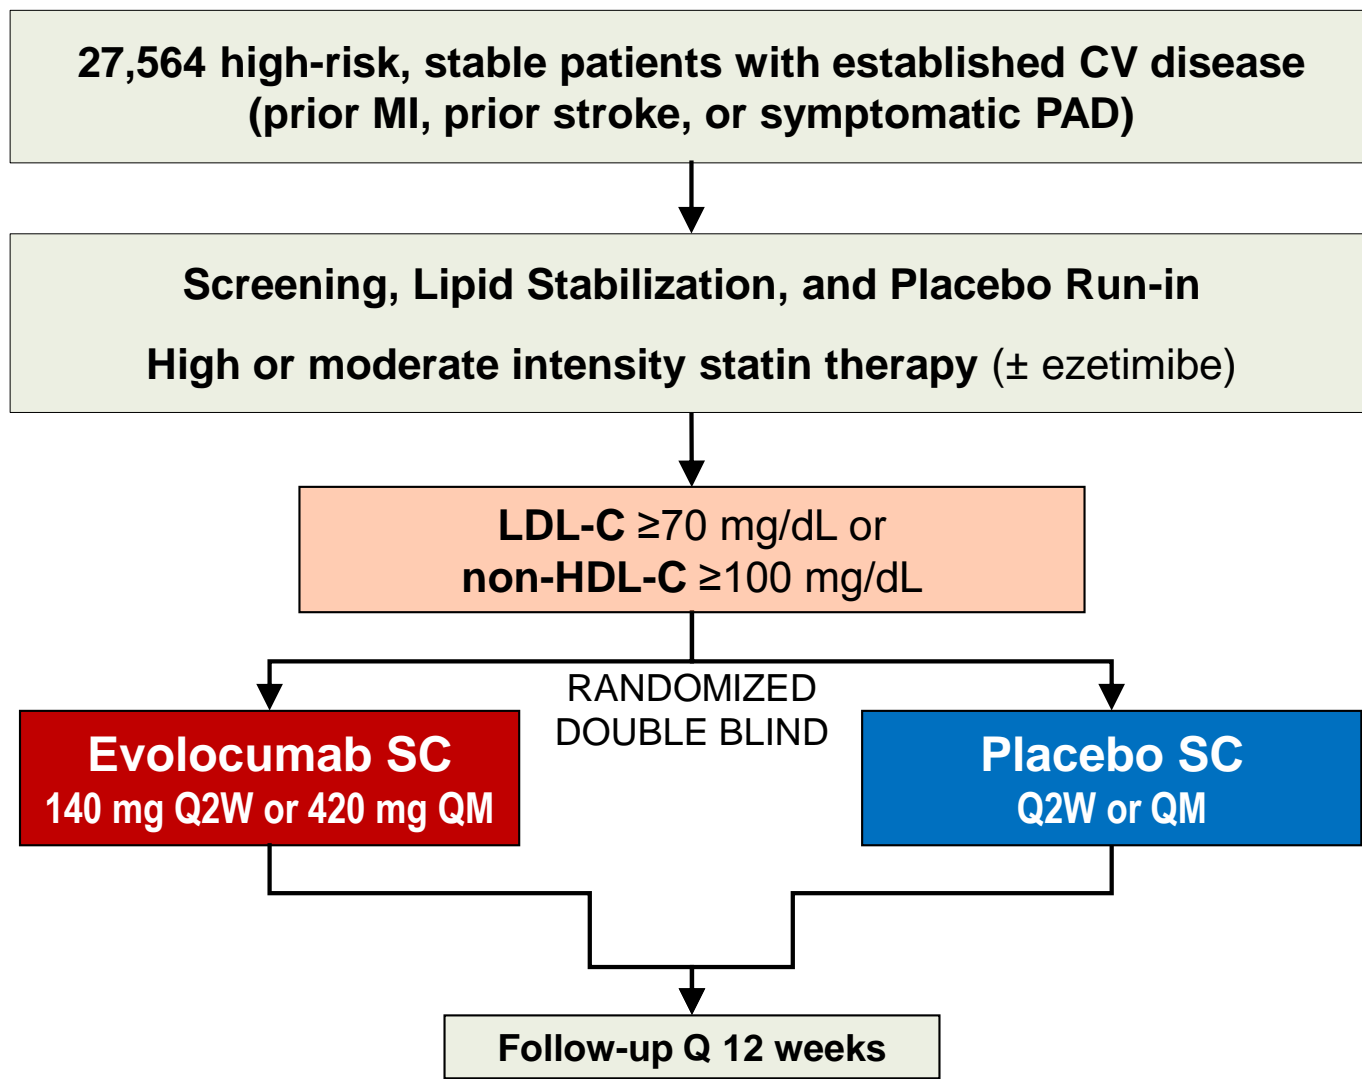 27,564 high-risk, stable patients with established CV disease
(prior MI, prior stroke, or symptomatic PAD)
Screening, Lipid Stabilization, and Placebo Run-in
High or moderate intensity statin therapy (± ezetimibe)
LDL-C ≥70 mg/dL or
non-HDL-C ≥100 mg/dL
RANDOMIZED
DOUBLE BLIND
Evolocumab SC
140 mg Q2W or 420 mg QM
Placebo SC
Q2W or QM
Follow-up Q 12 weeks